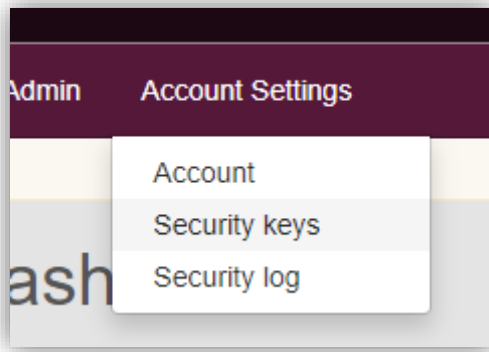 Admin Account Settings
Account
Security keys
Security log
ash